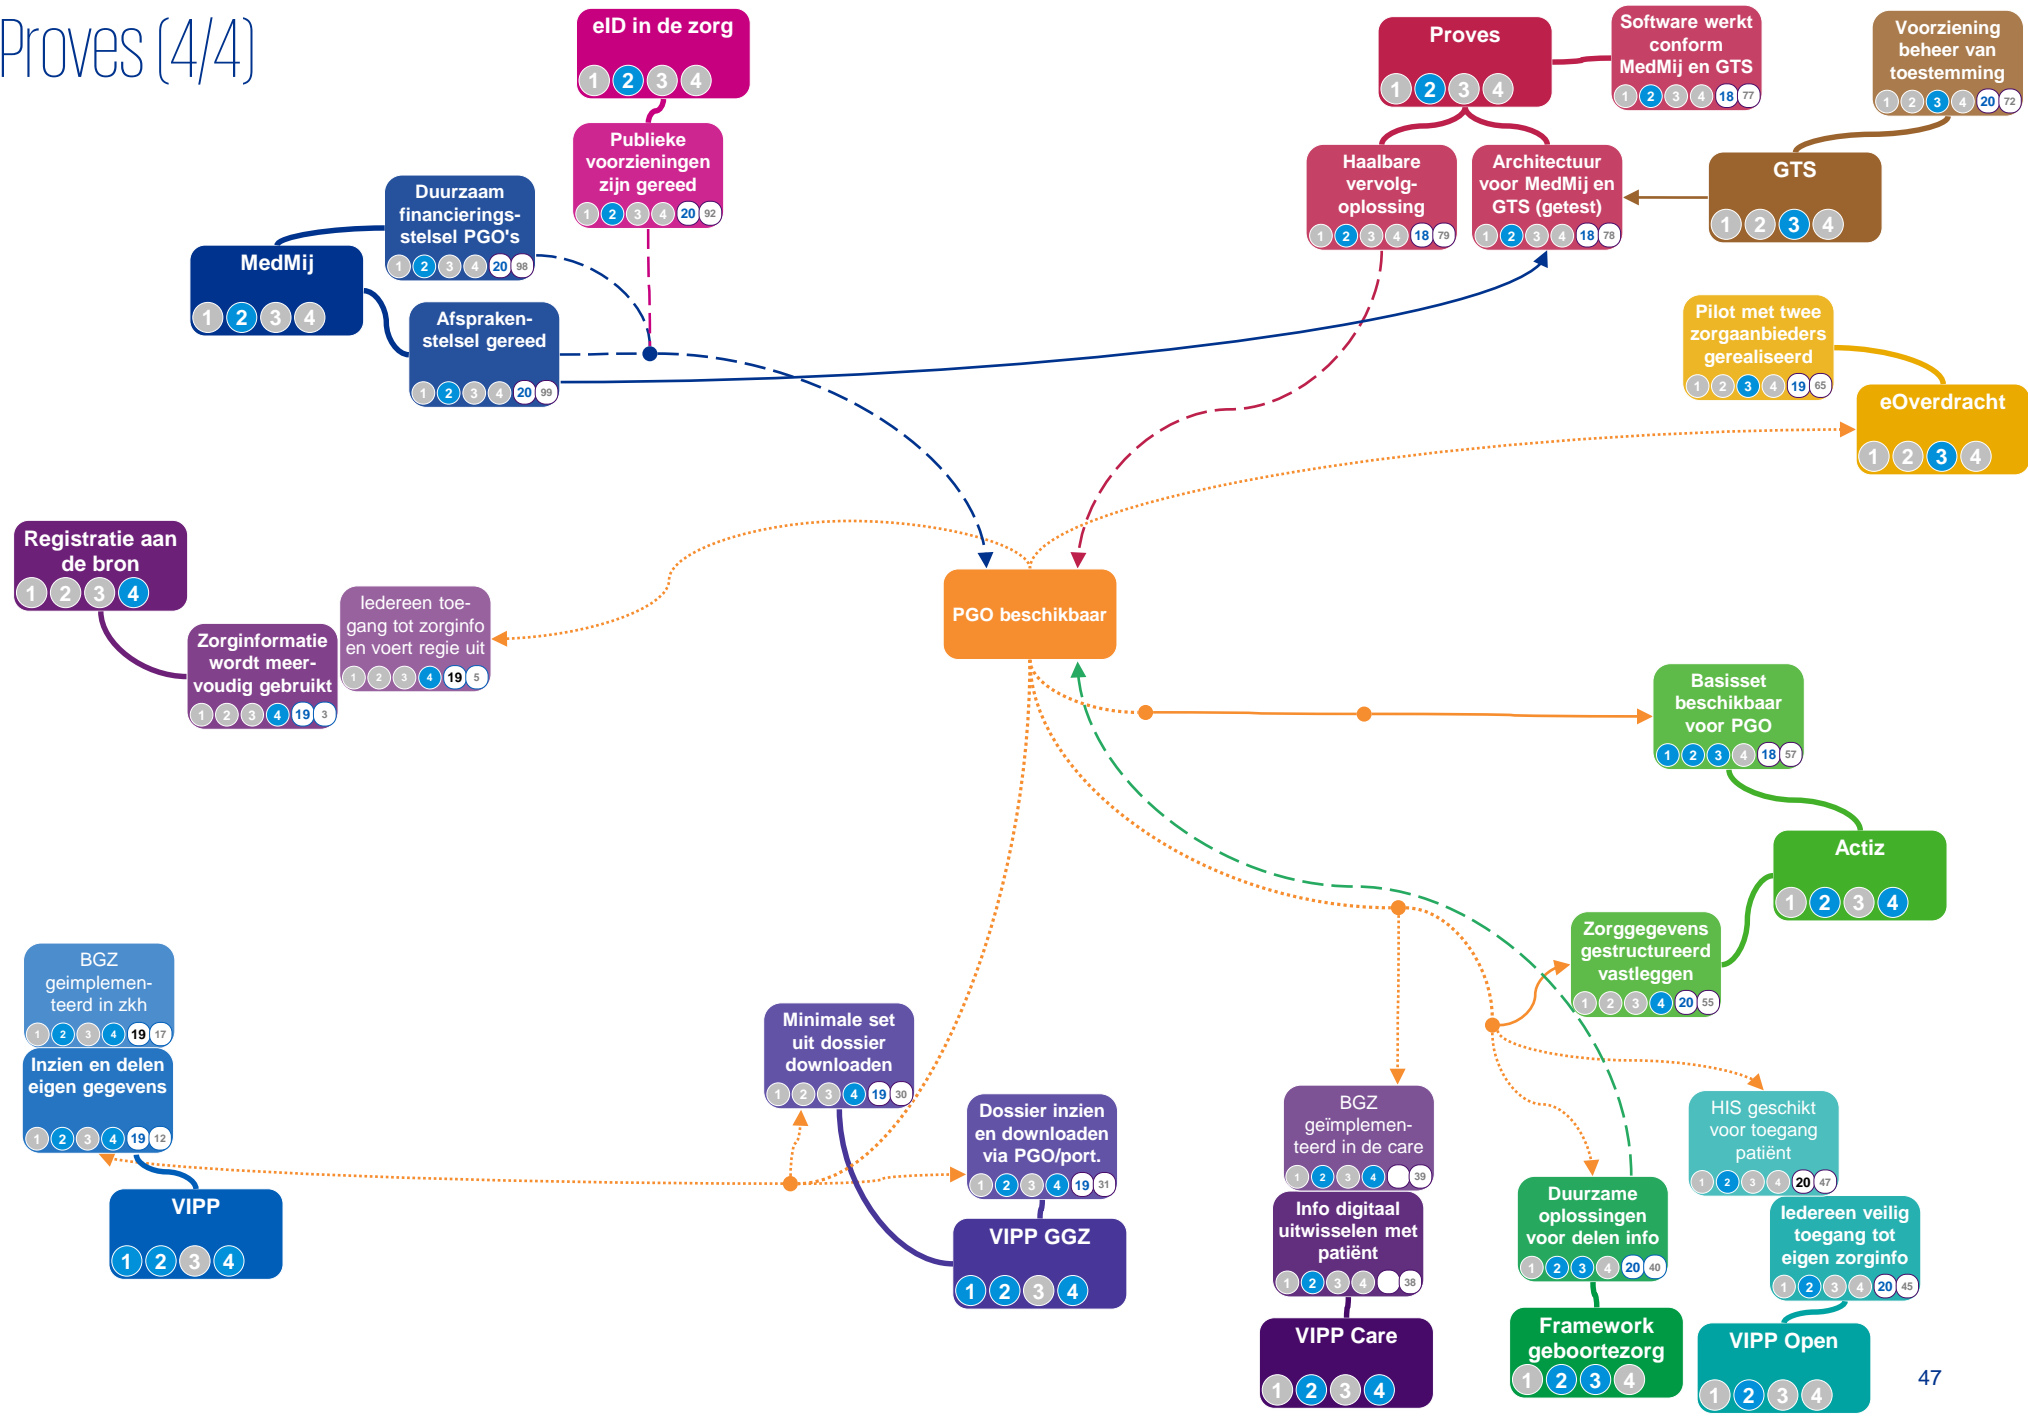 Proves (4/4)
eID in de zorg
1 2 3 4
Publieke
voorzieningen
zijn gereed
1 2 3 4 20 92
Proves
1 2 3 4
Software werkt
conform
MedMij en GTS
1 2 3 4 18 77
Voorziening
beheer van
toestemming
1 2 3 4 20 72
Haalbare
vervolg-
oplossing
1 2 3 4 18 79
Architectuur
voor MedMij en
GTS (getest)
1 2 3 4 18 78
GTS
1 2 3 4
Duurzaam
financierings-
stelsel PGO's
1 2 3 4 20 98
MedMij
1 2 3 4
Afspraken-
stelsel gereed
1 2 3 4 20 99
Pilot met twee
zorgaanbieders
gerealiseerd
1 2 3 4 19 65
eOverdracht
1 2 3 4
Registratie aan
de bron
1 2 3 4
Zorginformatie
wordt meer-
voudig gebruikt
1 2 3 4 19 3
Iedereen toe-
gang tot zorginfo
en voert regie uit
1 2 3 4 19 5
PGO beschikbaar
Basisset
beschikbaar
voor PGO
1 2 3 4 18 57
Actiz
1 2 3 4
Zorggegevens
gestructureerd
vastleggen
1 2 3 4 20 55
BGZ
geimplemen-
teerd in zkh
1 2 3 4 19 17
Inzien en delen
eigen gegevens
1 2 3 4 19 12
VIPP
1 2 3 4
Minimale set
uit dossier
downloaden
1 2 3 4 19 30
Dossier inzien
en downloaden
via PGO/port.
1 2 3 4 19 31
VIPP GGZ
1 2 3 4
BGZ
geïmplemen-
teerd in de care
1 2 3 4 39
Info digitaal
uitwisselen met
patiënt
1 2 3 4 38
VIPP Care
1 2 3 4
Duurzame
oplossingen
voor delen info
1 2 3 4 20 40
Framework
geboortezorg
1 2 3 4
HIS geschikt
voor toegang
patiënt
1 2 3 4 20 47
Iedereen veilig
toegang tot
eigen zorginfo
1 2 3 4 20 45
VIPP Open
1 2 3 4
47